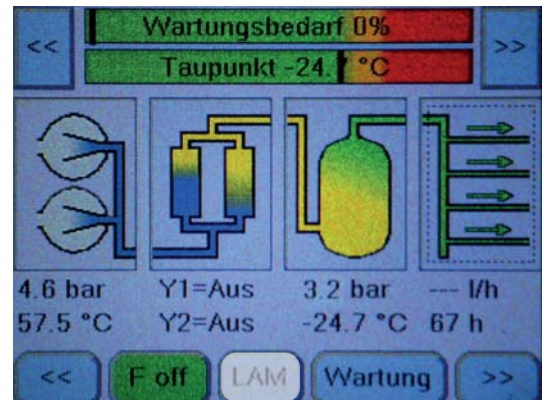 << Wartungsbedarf 0% >>
Taupunkt -24.7 °C
4.6 bar Y1=Aus 3.2 bar --- l/h
57.5 °C Y2=Aus -24.7 °C 67 h
<< F off LAM Wartung >>